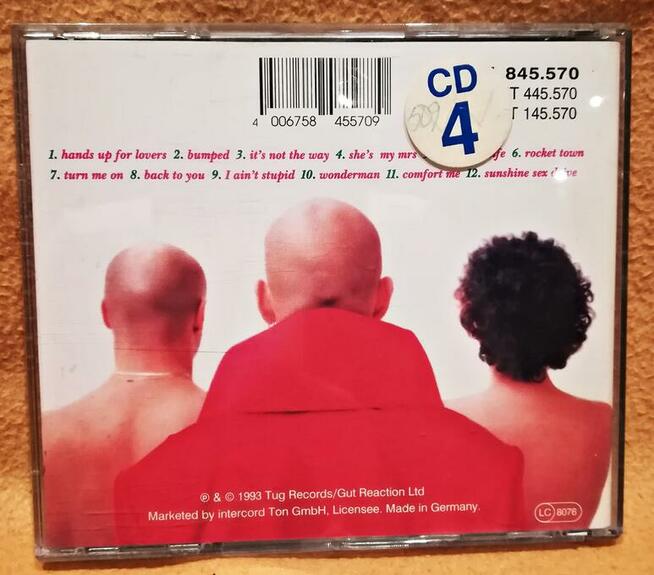 CD 4
845.570
T 445.570
T 145.570
4 006758 455709
1. hands up for lovers 2. bumped 3. it's not the way 4. she's my mrs 6. rocket town
7. turn me on 8. back to you 9. I ain't stupid 10. wonderman 11. comfort me 12. sunshine sex drive
℗ & © 1993 Tug Records/Gut Reaction Ltd
Marketed by intercord Ton GmbH, Licensee. Made in Germany.
LC 8076